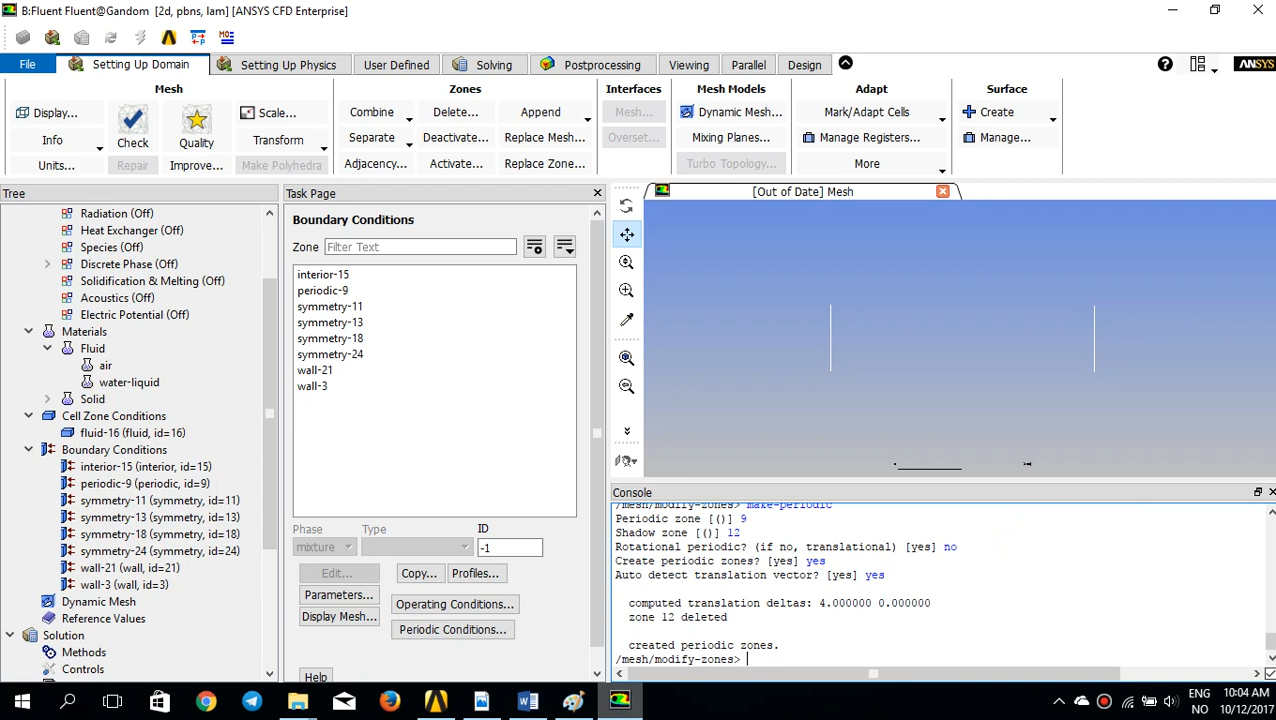 B:Fluent Fluent@Gandom [2d, pbns, lam] [ANSYS CFD Enterprise]
File
Setting Up Domain
Setting Up Physics
User Defined
Solving
Postprocessing
Viewing
Parallel
Design
ANSYS
Mesh
Display...
Info
Units...
Check
Repair
Quality
Improve...
Scale...
Transform
Make Polyhedra
Zones
Combine
Separate
Adjacency...
Delete...
Deactivate...
Activate...
Append
Replace Mesh...
Replace Zone...
Interfaces
Mesh...
Overset...
Mesh Models
Dynamic Mesh...
Mixing Planes...
Turbo Topology...
Adapt
Mark/Adapt Cells
Manage Registers...
More
Surface
Create
Manage...
Tree
Radiation (Off)
Heat Exchanger (Off)
Species (Off)
Discrete Phase (Off)
Solidification & Melting (Off)
Acoustics (Off)
Electric Potential (Off)
Materials
Fluid
air
water-liquid
Solid
Cell Zone Conditions
fluid-16 (fluid, id=16)
Boundary Conditions
interior-15 (interior, id=15)
periodic-9 (periodic, id=9)
symmetry-11 (symmetry, id=11)
symmetry-13 (symmetry, id=13)
symmetry-18 (symmetry, id=18)
symmetry-24 (symmetry, id=24)
wall-21 (wall, id=21)
wall-3 (wall, id=3)
Dynamic Mesh
Reference Values
Solution
Methods
Controls
Task Page
Boundary Conditions
Zone Filter Text
interior-15
periodic-9
symmetry-11
symmetry-13
symmetry-18
symmetry-24
wall-21
wall-3
Phase Type ID
mixture -1
Edit... Copy... Profiles...
Parameters... Operating Conditions...
Display Mesh... Periodic Conditions...
Help
[Out of Date] Mesh
Console
/mesh/modify-zones> make-periodic
Periodic zone [()] 9
Shadow zone [()] 12
Rotational periodic? (if no, translational) [yes] no
Create periodic zones? [yes] yes
Auto detect translation vector? [yes] yes
computed translation deltas: 4.000000 0.000000
zone 12 deleted
created periodic zones.
/mesh/modify-zones>
ENG 10:04 AM
NO 10/12/2017